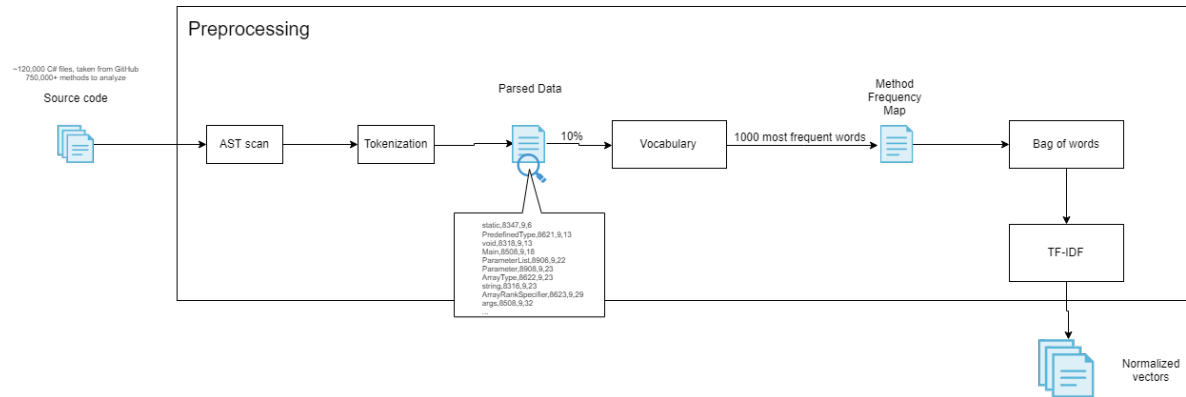 Preprocessing
~120,000 C# files, taken from GitHub
750,000+ methods to analyze
Source code
AST scan
Tokenization
Parsed Data
10%
Vocabulary
1000 most frequent words
Method
Frequency
Map
Bag of words
static,8347,9,6
PredefinedType,8621,9,13
void,8318,9,13
Main,8508,9,18
ParameterList,8906,9,22
Parameter,8908,9,23
ArrayType,8622,9,23
string,8316,9,23
ArrayRankSpecifier,8623,9,29
args,8508,9,32
...
TF-IDF
Normalized
vectors